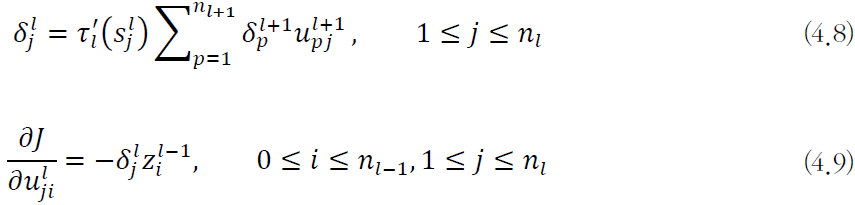 δ_j^l = τ_l′(s_j^l) ∑_{p=1}^{n_{l+1}} δ_p^{l+1} u_{pj}^{l+1} , 1 ≤ j ≤ n_l (4.8)
∂J/∂u_{ji}^l = −δ_j^l z_i^{l−1}, 0 ≤ i ≤ n_{l−1}, 1 ≤ j ≤ n_l (4.9)